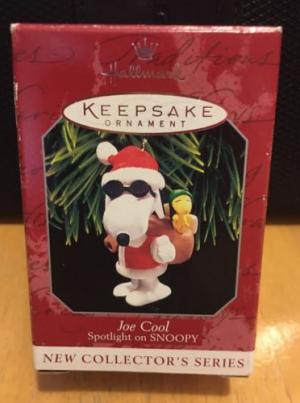 Hallmark
KEEPSAKE
ORNAMENT
Joe Cool
Spotlight on SNOOPY
NEW COLLECTOR'S SERIES